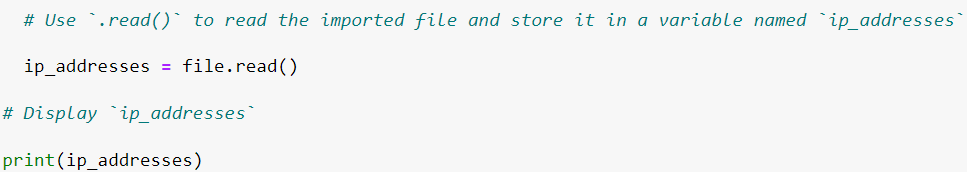 # Use `.read()` to read the imported file and store it in a variable named `ip_addresses`
ip_addresses = file.read()
# Display `ip_addresses`
print(ip_addresses)